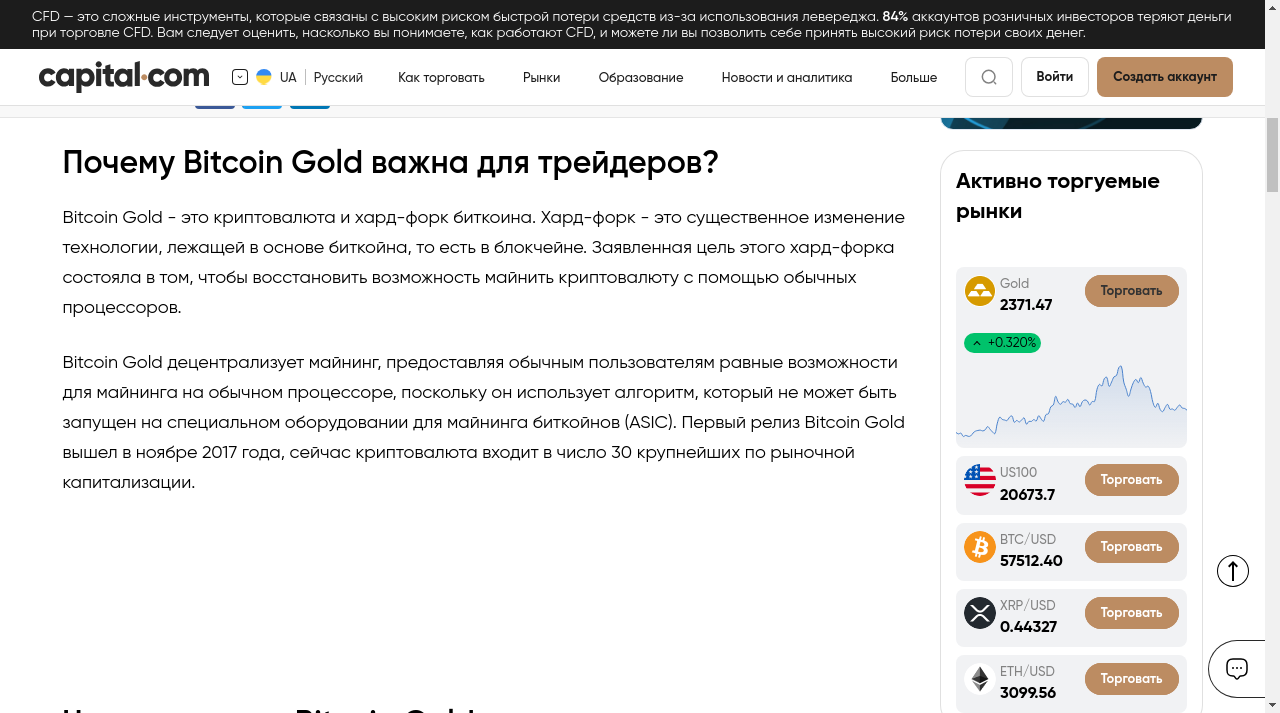 CFD — это сложные инструменты, которые связаны с высоким риском быстрой потери средств из-за использования левереджа. 84% аккаунтов розничных инвесторов теряют деньги
при торговле CFD. Вам следует оценить, насколько вы понимаете, как работают CFD, и можете ли вы позволить себе принять высокий риск потери своих денег.
capital.com
UA Русский
Как торговать
Рынки
Образование
Новости и аналитика
Больше
Войти
Создать аккаунт
Почему Bitcoin Gold важна для трейдеров?
Bitcoin Gold - это криптовалюта и хард-форк биткоина. Хард-форк - это существенное изменение
технологии, лежащей в основе биткойна, то есть в блокчейне. Заявленная цель этого хард-форка
состояла в том, чтобы восстановить возможность майнить криптовалюту с помощью обычных
процессоров.
Bitcoin Gold децентрализует майнинг, предоставляя обычным пользователям равные возможности
для майнинга на обычном процессоре, поскольку он использует алгоритм, который не может быть
запущен на специальном оборудовании для майнинга биткойнов (ASIC). Первый релиз Bitcoin Gold
вышел в ноябре 2017 года, сейчас криптовалюта входит в число 30 крупнейших по рыночной
капитализации.
Активно торгуемые
рынки
Gold
2371.47
Торговать
+0.320%
US100
20673.7
Торговать
BTC/USD
57512.40
Торговать
XRP/USD
0.44327
Торговать
ETH/USD
3099.56
Торговать